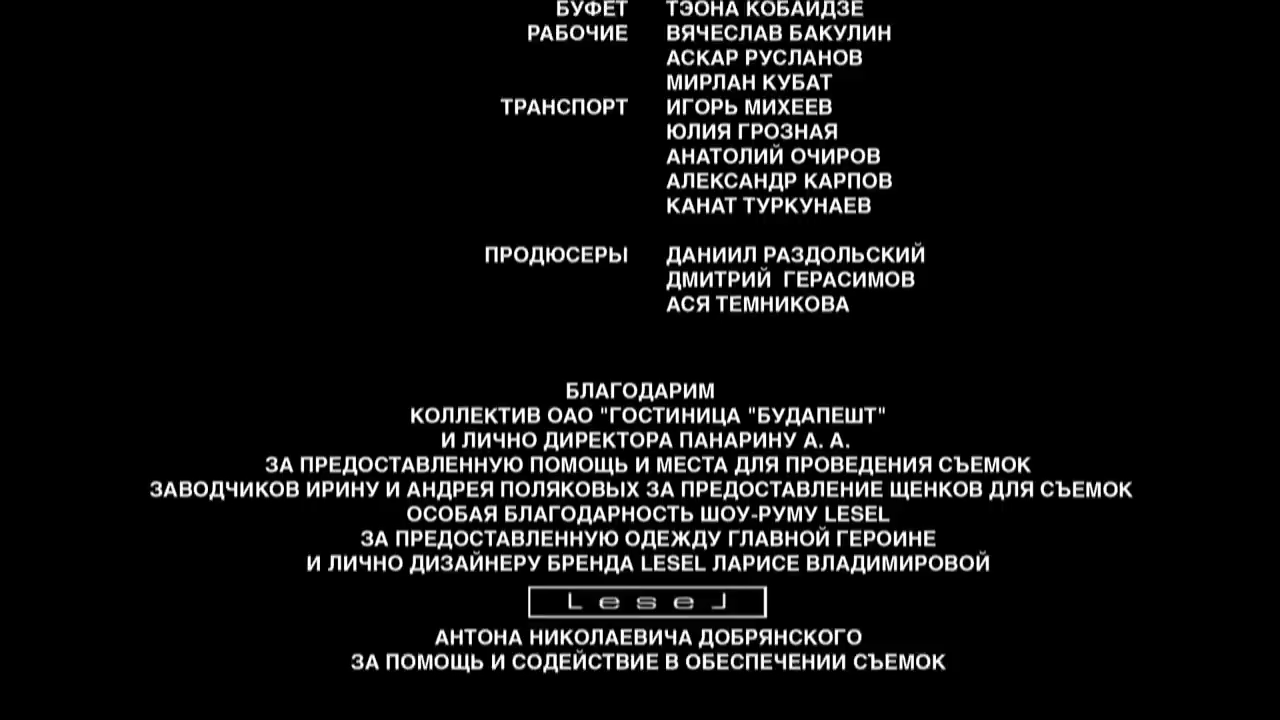 БУФЕТ ТЭОНА КОБАИДЗЕ
РАБОЧИЕ ВЯЧЕСЛАВ БАКУЛИН
АСКАР РУСЛАНОВ
МИРЛАН КУБАТ
ТРАНСПОРТ ИГОРЬ МИХЕЕВ
ЮЛИЯ ГРОЗНАЯ
АНАТОЛИЙ ОЧИРОВ
АЛЕКСАНДР КАРПОВ
КАНАТ ТУРКУНАЕВ
ПРОДЮСЕРЫ ДАНИИЛ РАЗДОЛЬСКИЙ
ДМИТРИЙ ГЕРАСИМОВ
АСЯ ТЕМНИКОВА
БЛАГОДАРИМ
КОЛЛЕКТИВ ОАО "ГОСТИНИЦА "БУДАПЕШТ"
И ЛИЧНО ДИРЕКТОРА ПАНАРИНУ А. А.
ЗА ПРЕДОСТАВЛЕННУЮ ПОМОЩЬ И МЕСТА ДЛЯ ПРОВЕДЕНИЯ СЪЕМОК
ЗАВОДЧИКОВ ИРИНУ И АНДРЕЯ ПОЛЯКОВЫХ ЗА ПРЕДОСТАВЛЕНИЕ ЩЕНКОВ ДЛЯ СЪЕМОК
ОСОБАЯ БЛАГОДАРНОСТЬ ШОУ-РУМУ LESEL
ЗА ПРЕДОСТАВЛЕННУЮ ОДЕЖДУ ГЛАВНОЙ ГЕРОИНЕ
И ЛИЧНО ДИЗАЙНЕРУ БРЕНДА LESEL ЛАРИСЕ ВЛАДИМИРОВОЙ
Lesel
АНТОНА НИКОЛАЕВИЧА ДОБРЯНСКОГО
ЗА ПОМОЩЬ И СОДЕЙСТВИЕ В ОБЕСПЕЧЕНИИ СЪЕМОК